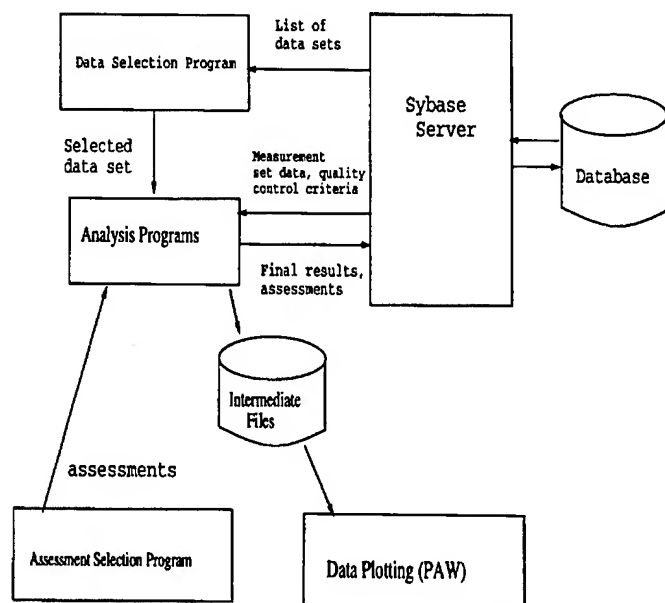 List of
data sets
Data Selection Program
Sybase
Server
Selected
data set
Measurement
set data, quality
control criteria
Database
Analysis Programs
Final results,
assessments
Intermediate
Files
assessments
Assessment Selection Program
Data Plotting (PAW)